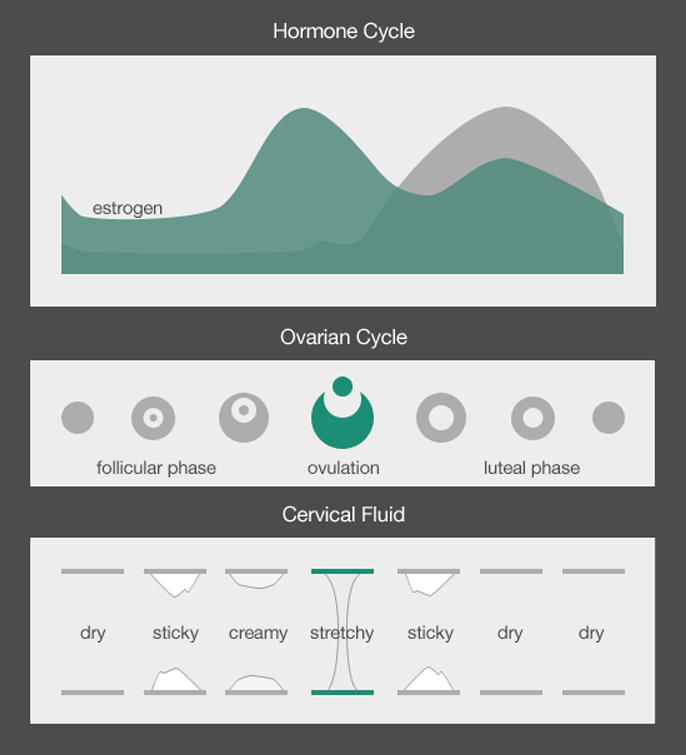 Hormone Cycle
estrogen
Ovarian Cycle
follicular phase ovulation luteal phase
Cervical Fluid
dry sticky creamy stretchy sticky dry dry